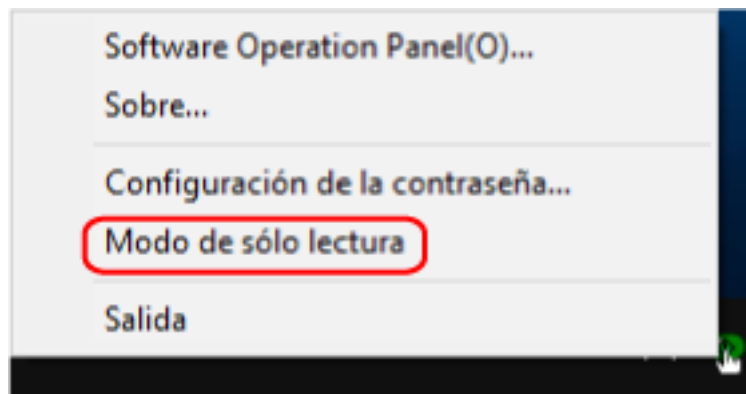 Software Operation Panel(O)...
Sobre...
Configuración de la contraseña...
Modo de sólo lectura
Salida